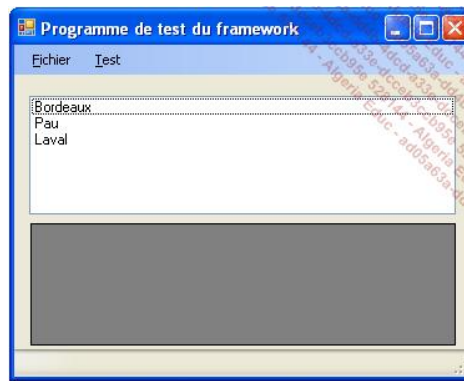 Programme de test du framework
Fichier Test
Bordeaux
Pau
Laval